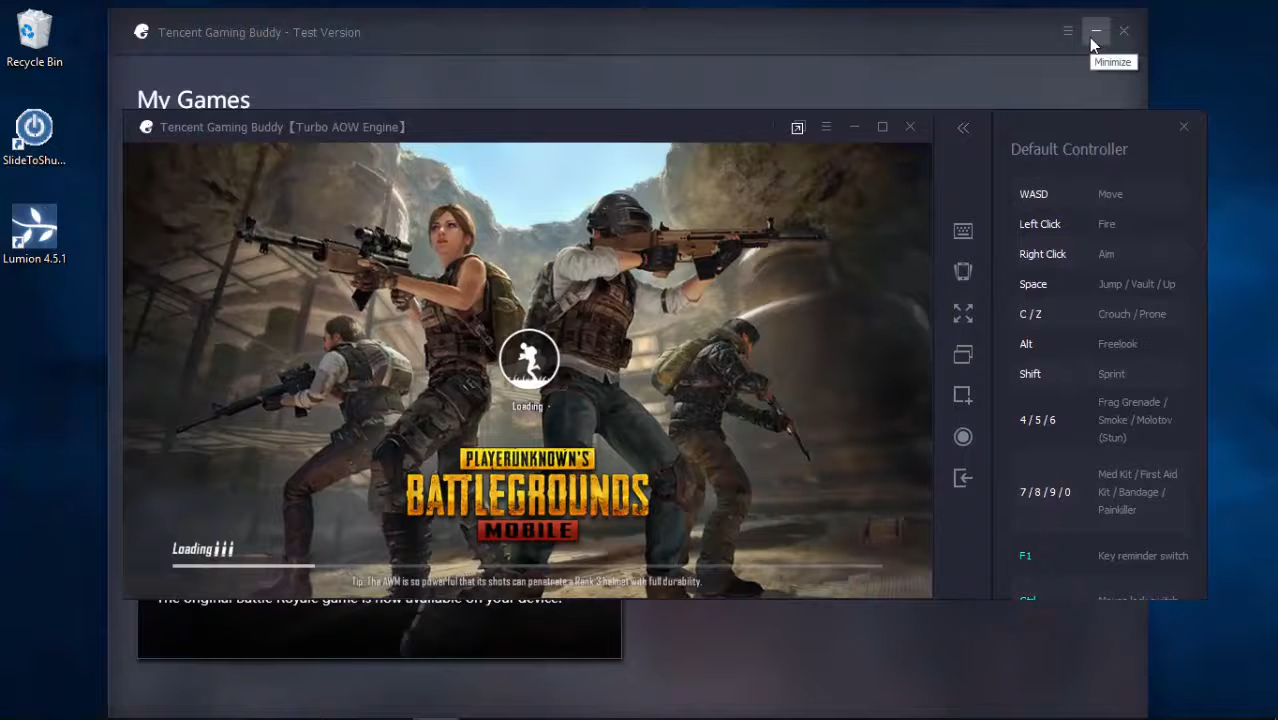 Recycle Bin
SlideToShu...
Lumion 4.5.1
Tencent Gaming Buddy - Test Version
Minimize
My Games
Tencent Gaming Buddy【Turbo AOW Engine】
Loading
PLAYERUNKNOWN'S
BATTLEGROUNDS
MOBILE
Loading
Tip: The AWM is so powerful that its shots can penetrate a Rank 3 helmet with full durability.
The original Battle Royale game is now available on your device.
Default Controller
WASD Move
Left Click Fire
Right Click Aim
Space Jump / Vault / Up
C / Z Crouch / Prone
Alt Freelook
Shift Sprint
Frag Grenade /
4 / 5 / 6 Smoke / Molotov
(Stun)
Med Kit / First Aid
7 / 8 / 9 / 0 Kit / Bandage /
Painkiller
F1 Key reminder switch
Ctrl Mouse lock switch